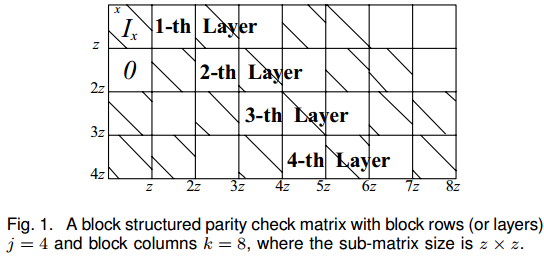 x
I_x 1-th Layer
z
0 2-th Layer
2z
3-th Layer
3z
4-th Layer
4z
z 2z 3z 4z 5z 6z 7z 8z
Fig. 1. A block structured parity check matrix with block rows (or layers)
j = 4 and block columns k = 8, where the sub-matrix size is z × z.